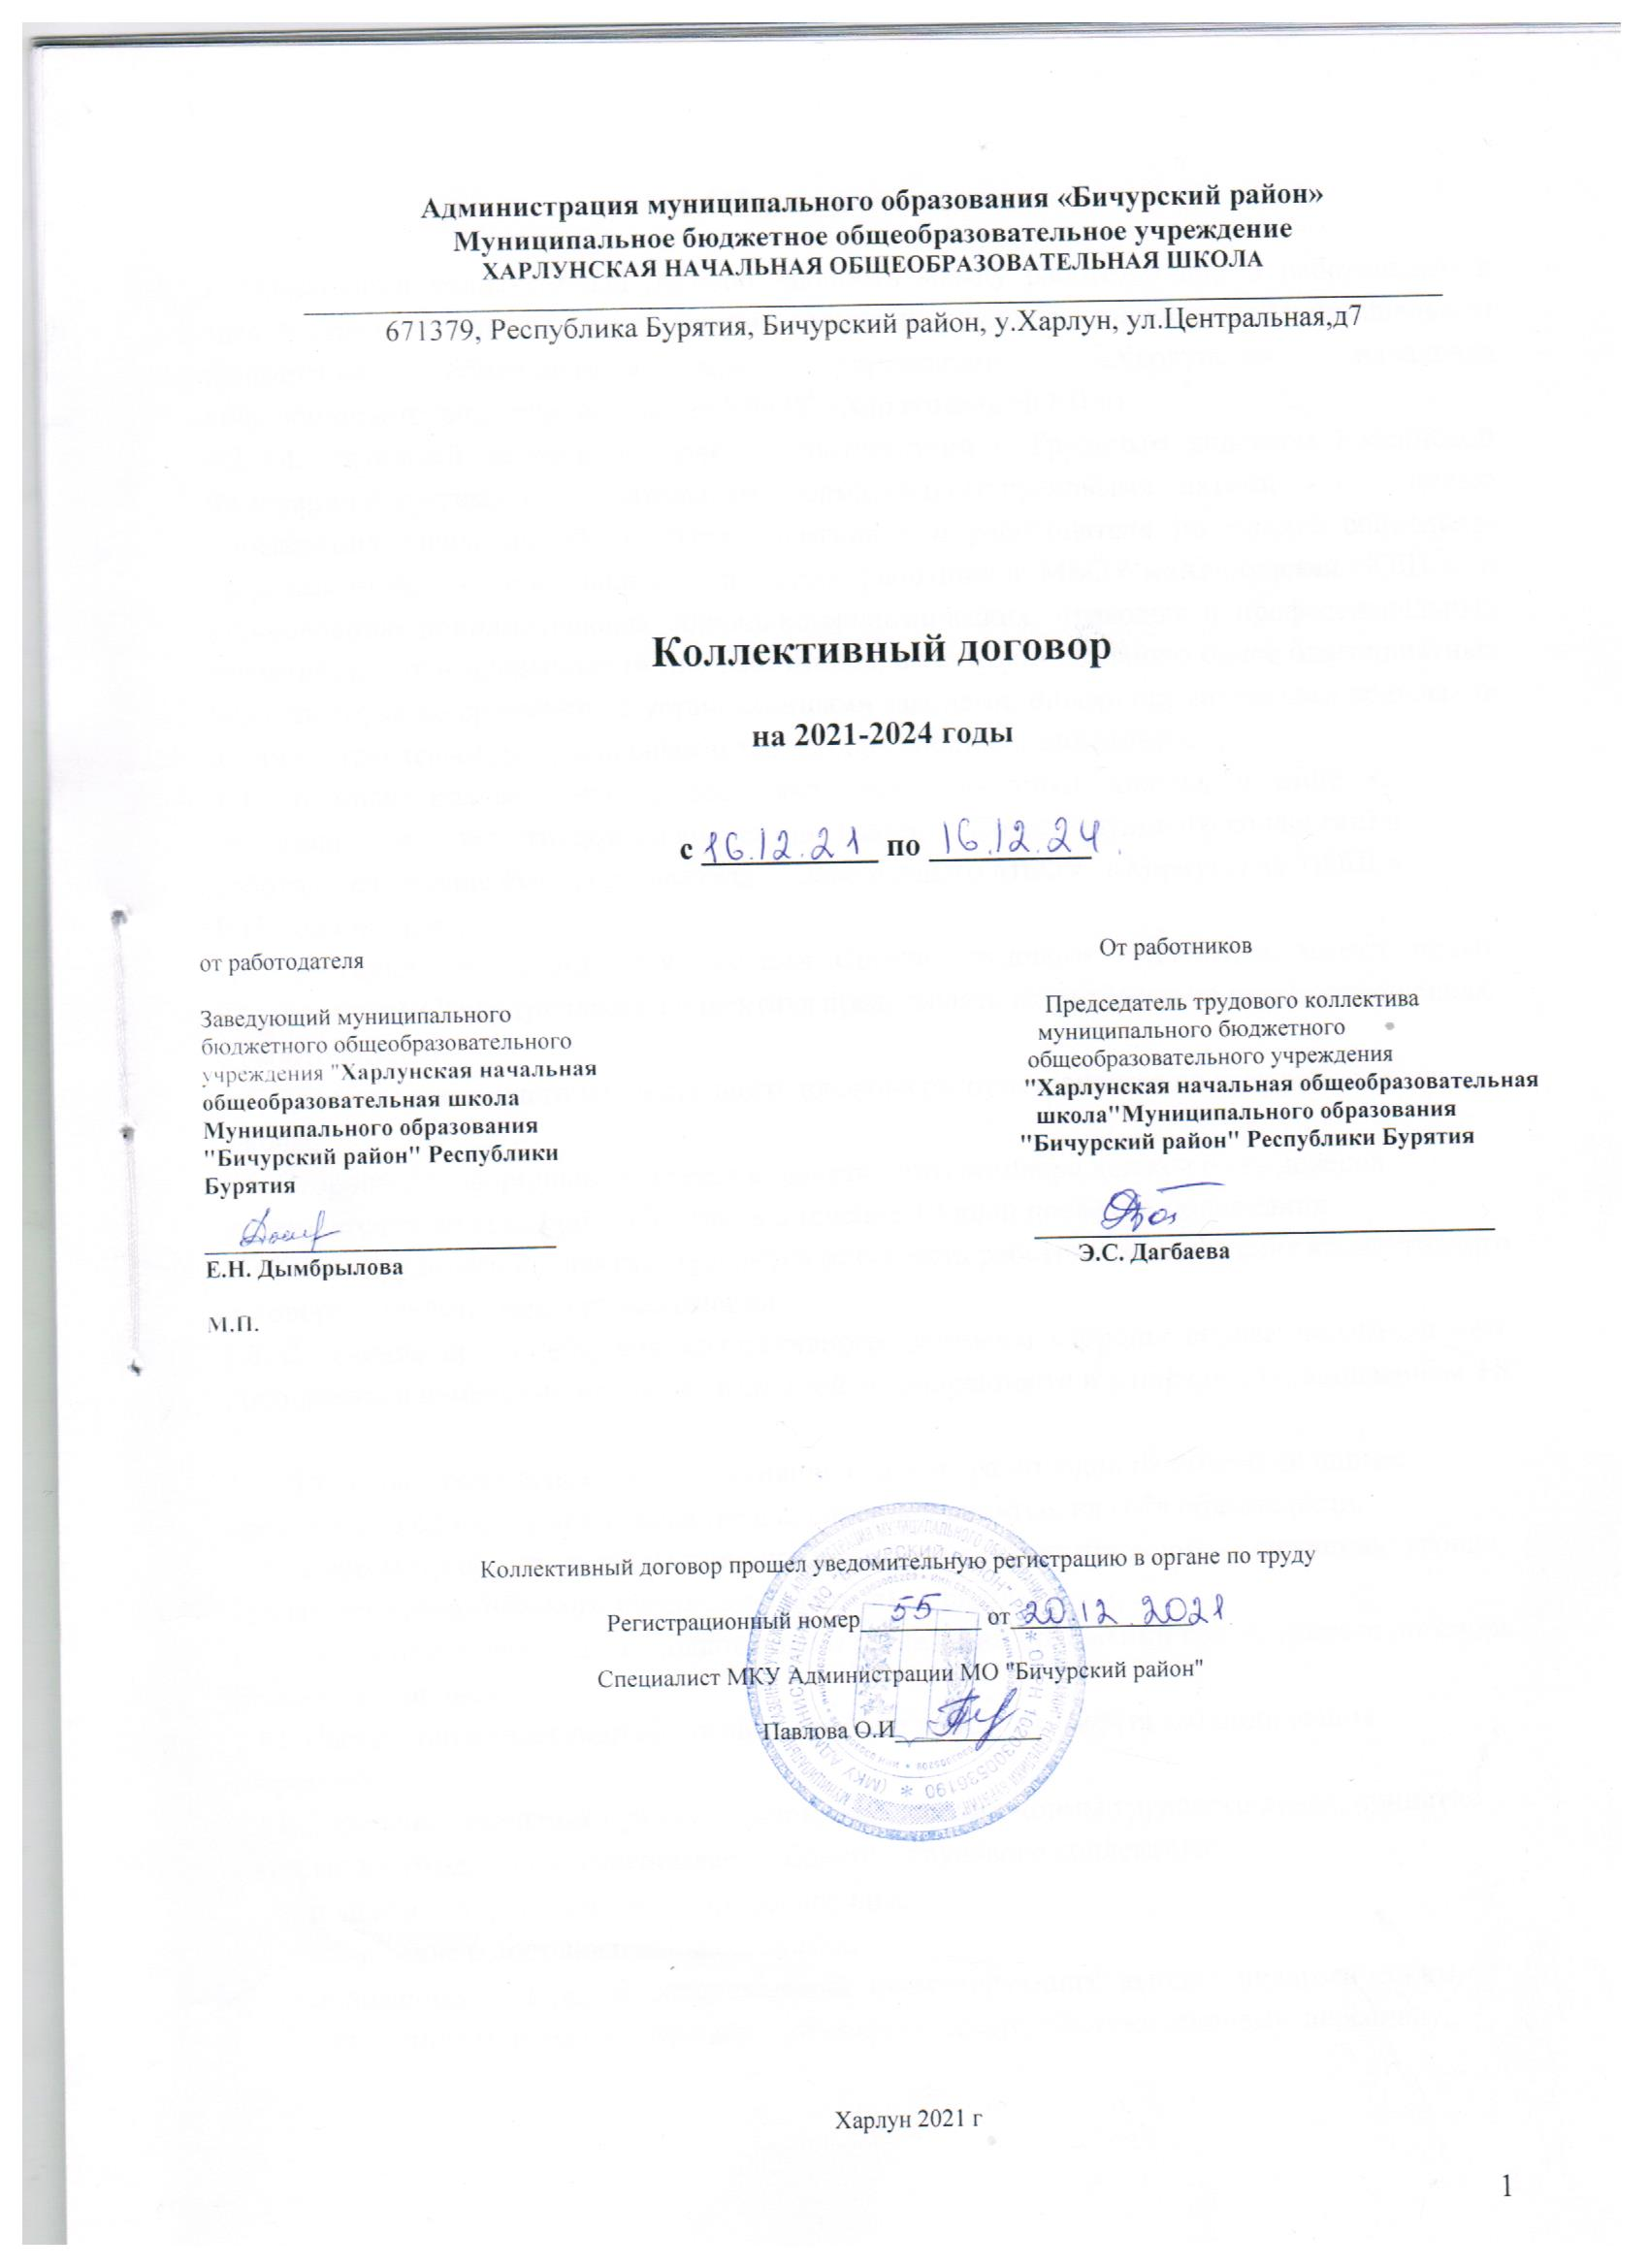 Администрация муниципального образования «Бичурский район»
Муниципальное бюджетное общеобразовательное учреждение
ХАРЛУНСКАЯ НАЧАЛЬНАЯ ОБЩЕОБРАЗОВАТЕЛЬНАЯ ШКОЛА
671379, Республика Бурятия, Бичурский район, у.Харлун, ул.Центральная,д7
Коллективный договор
на 2021-2024 годы
с 16.12.21 по 16.12.24
от работодателя
Заведующий муниципального
бюджетного общеобразовательного
учреждения "Харлунская начальная
общеобразовательная школа
Муниципального образования
"Бичурский район" Республики
Бурятия
Е.Н. Дымбрылова
М.П.
От работников
Председатель трудового коллектива
муниципального бюджетного
общеобразовательного учреждения
"Харлунская начальная общеобразовательная
школа"Муниципального образования
"Бичурский район" Республики Бурятия
Э.С. Дагбаева
Коллективный договор прошел уведомительную регистрацию в органе по труду
Регистрационный номер 55 от 20.12.2021
Специалист МКУ Администрации МО "Бичурский район"
Павлова О.И
ОГРН 1020300536190
Харлун 2021 г
1